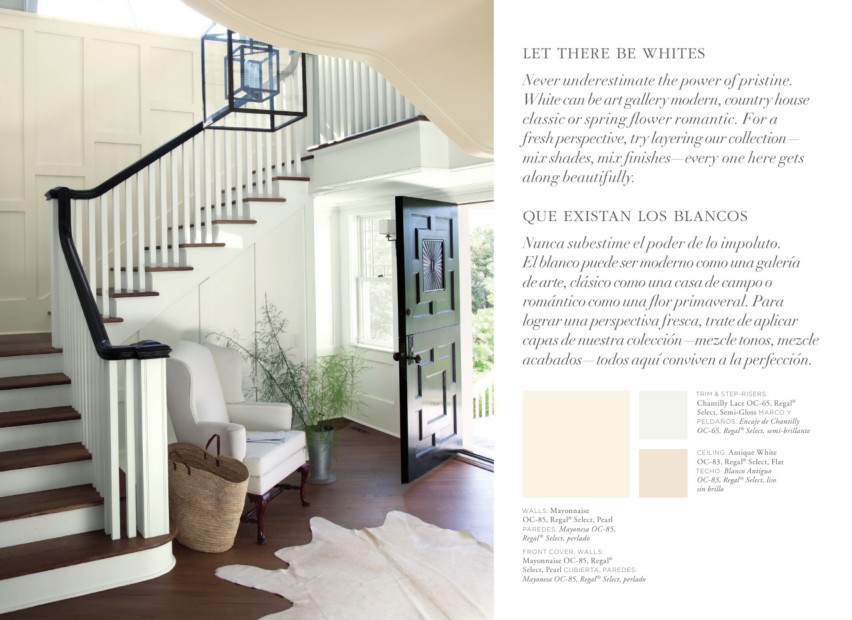 LET THERE BE WHITES
Never underestimate the power of pristine.
White can be art gallery modern, country house
classic or spring flower romantic. For a
fresh perspective, try layering our collection—
mix shades, mix finishes—every one here gets
along beautifully.
QUE EXISTAN LOS BLANCOS
Nunca subestime el poder de lo impoluto.
El blanco puede ser moderno como una galería
de arte, clásico como una casa de campo o
romántico como una flor primaveral. Para
lograr una perspectiva fresca, trate de aplicar
capas de nuestra colección—mezcle tonos, mezcle
acabados—todos aquí conviven a la perfección.
TRIM & STEP-RISERS:
Chantilly Lace OC-65, Regal®
Select, Semi-Gloss MARCO Y
PELDAÑOS: Encaje de Chantilly
OC-65, Regal® Select, semi-brillante
CEILING: Antique White
OC-83, Regal® Select, Flat
TECHO: Blanco Antiguo
OC-83, Regal® Select, liso
sin brillo
WALLS: Mayonnaise
OC-85, Regal® Select, Pearl
PAREDES: Mayonesa OC-85,
Regal® Select, perlado
FRONT COVER, WALLS:
Mayonnaise OC-85, Regal®
Select, Pearl CUBIERTA, PAREDES:
Mayonesa OC-85, Regal® Select, perlado